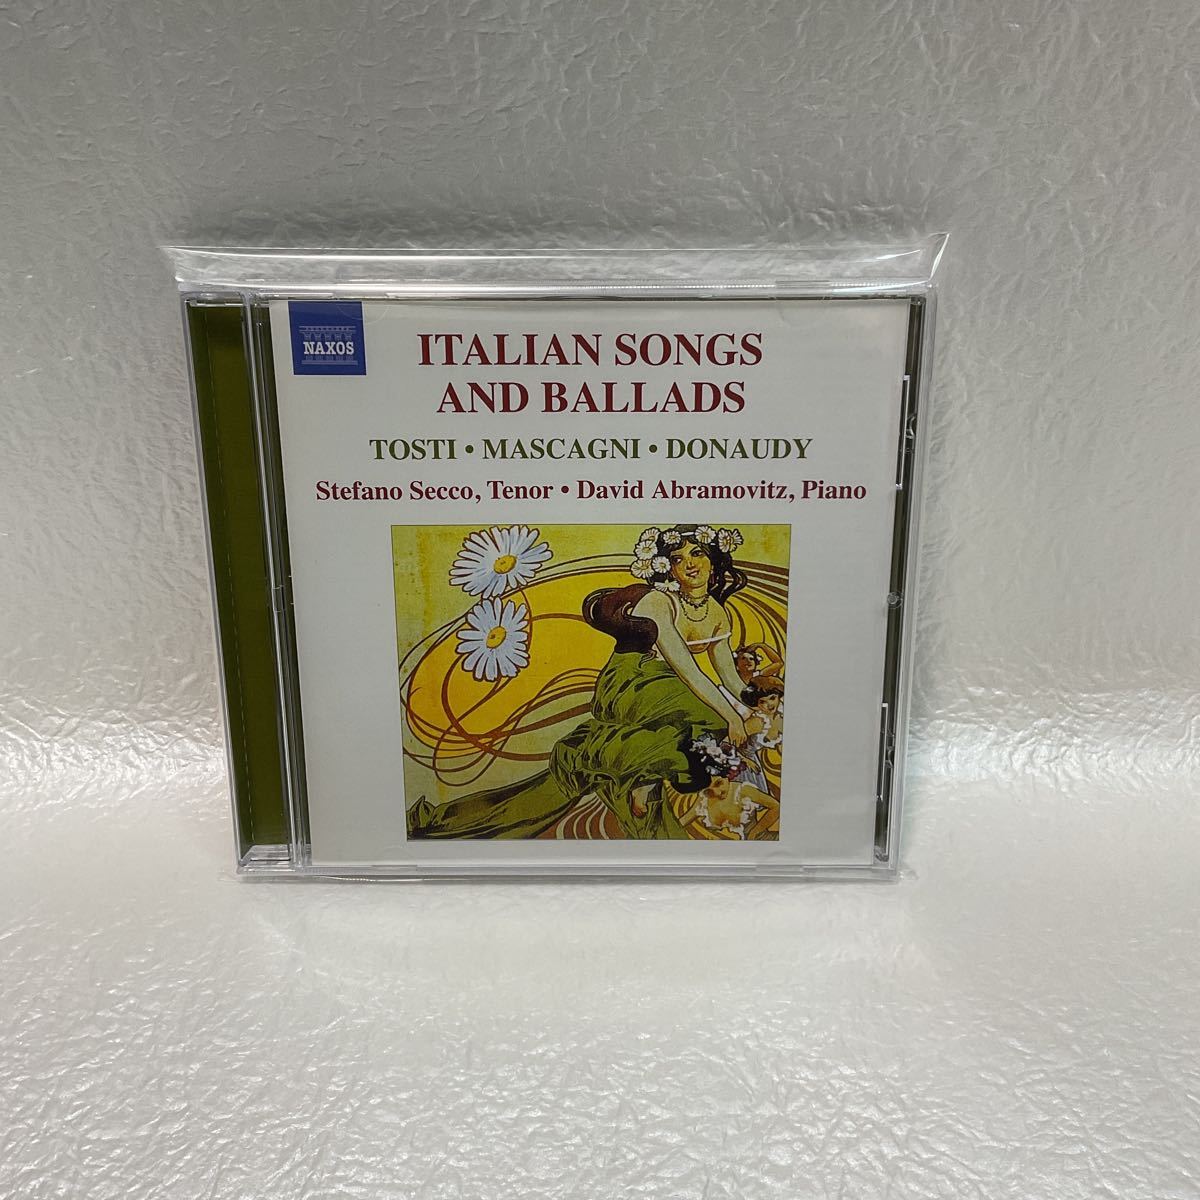 NAXOS
ITALIAN SONGS
AND BALLADS
TOSTI • MASCAGNI • DONAUDY
Stefano Secco, Tenor • David Abramovitz, Piano